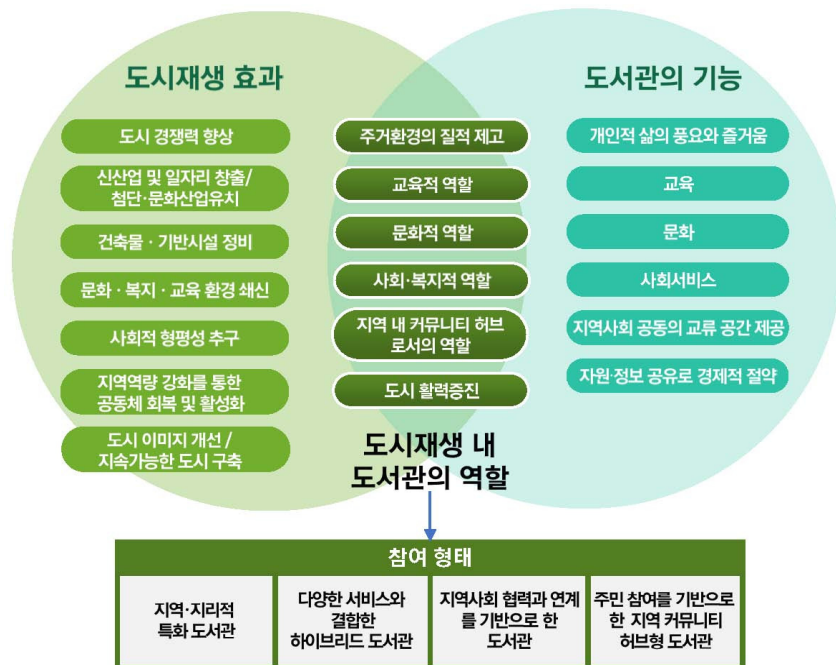 도시재생 효과
도서관의 기능
도시 경쟁력 향상
신산업 및 일자리 창출/
첨단·문화산업유치
건축물 · 기반시설 정비
문화 · 복지 · 교육 환경 쇄신
사회적 형평성 추구
지역역량 강화를 통한
공동체 회복 및 활성화
도시 이미지 개선 /
지속가능한 도시 구축
주거환경의 질적 제고
교육적 역할
문화적 역할
사회·복지적 역할
지역 내 커뮤니티 허브
로서의 역할
도시 활력증진
개인적 삶의 풍요와 즐거움
교육
문화
사회서비스
지역사회 공동의 교류 공간 제공
자원·정보 공유로 경제적 절약
도시재생 내
도서관의 역할
참여 형태
지역·지리적
특화 도서관
다양한 서비스와
결합한
하이브리드 도서관
지역사회 협력과 연계
를 기반으로 한
도서관
주민 참여를 기반으로
한 지역 커뮤니티
허브형 도서관